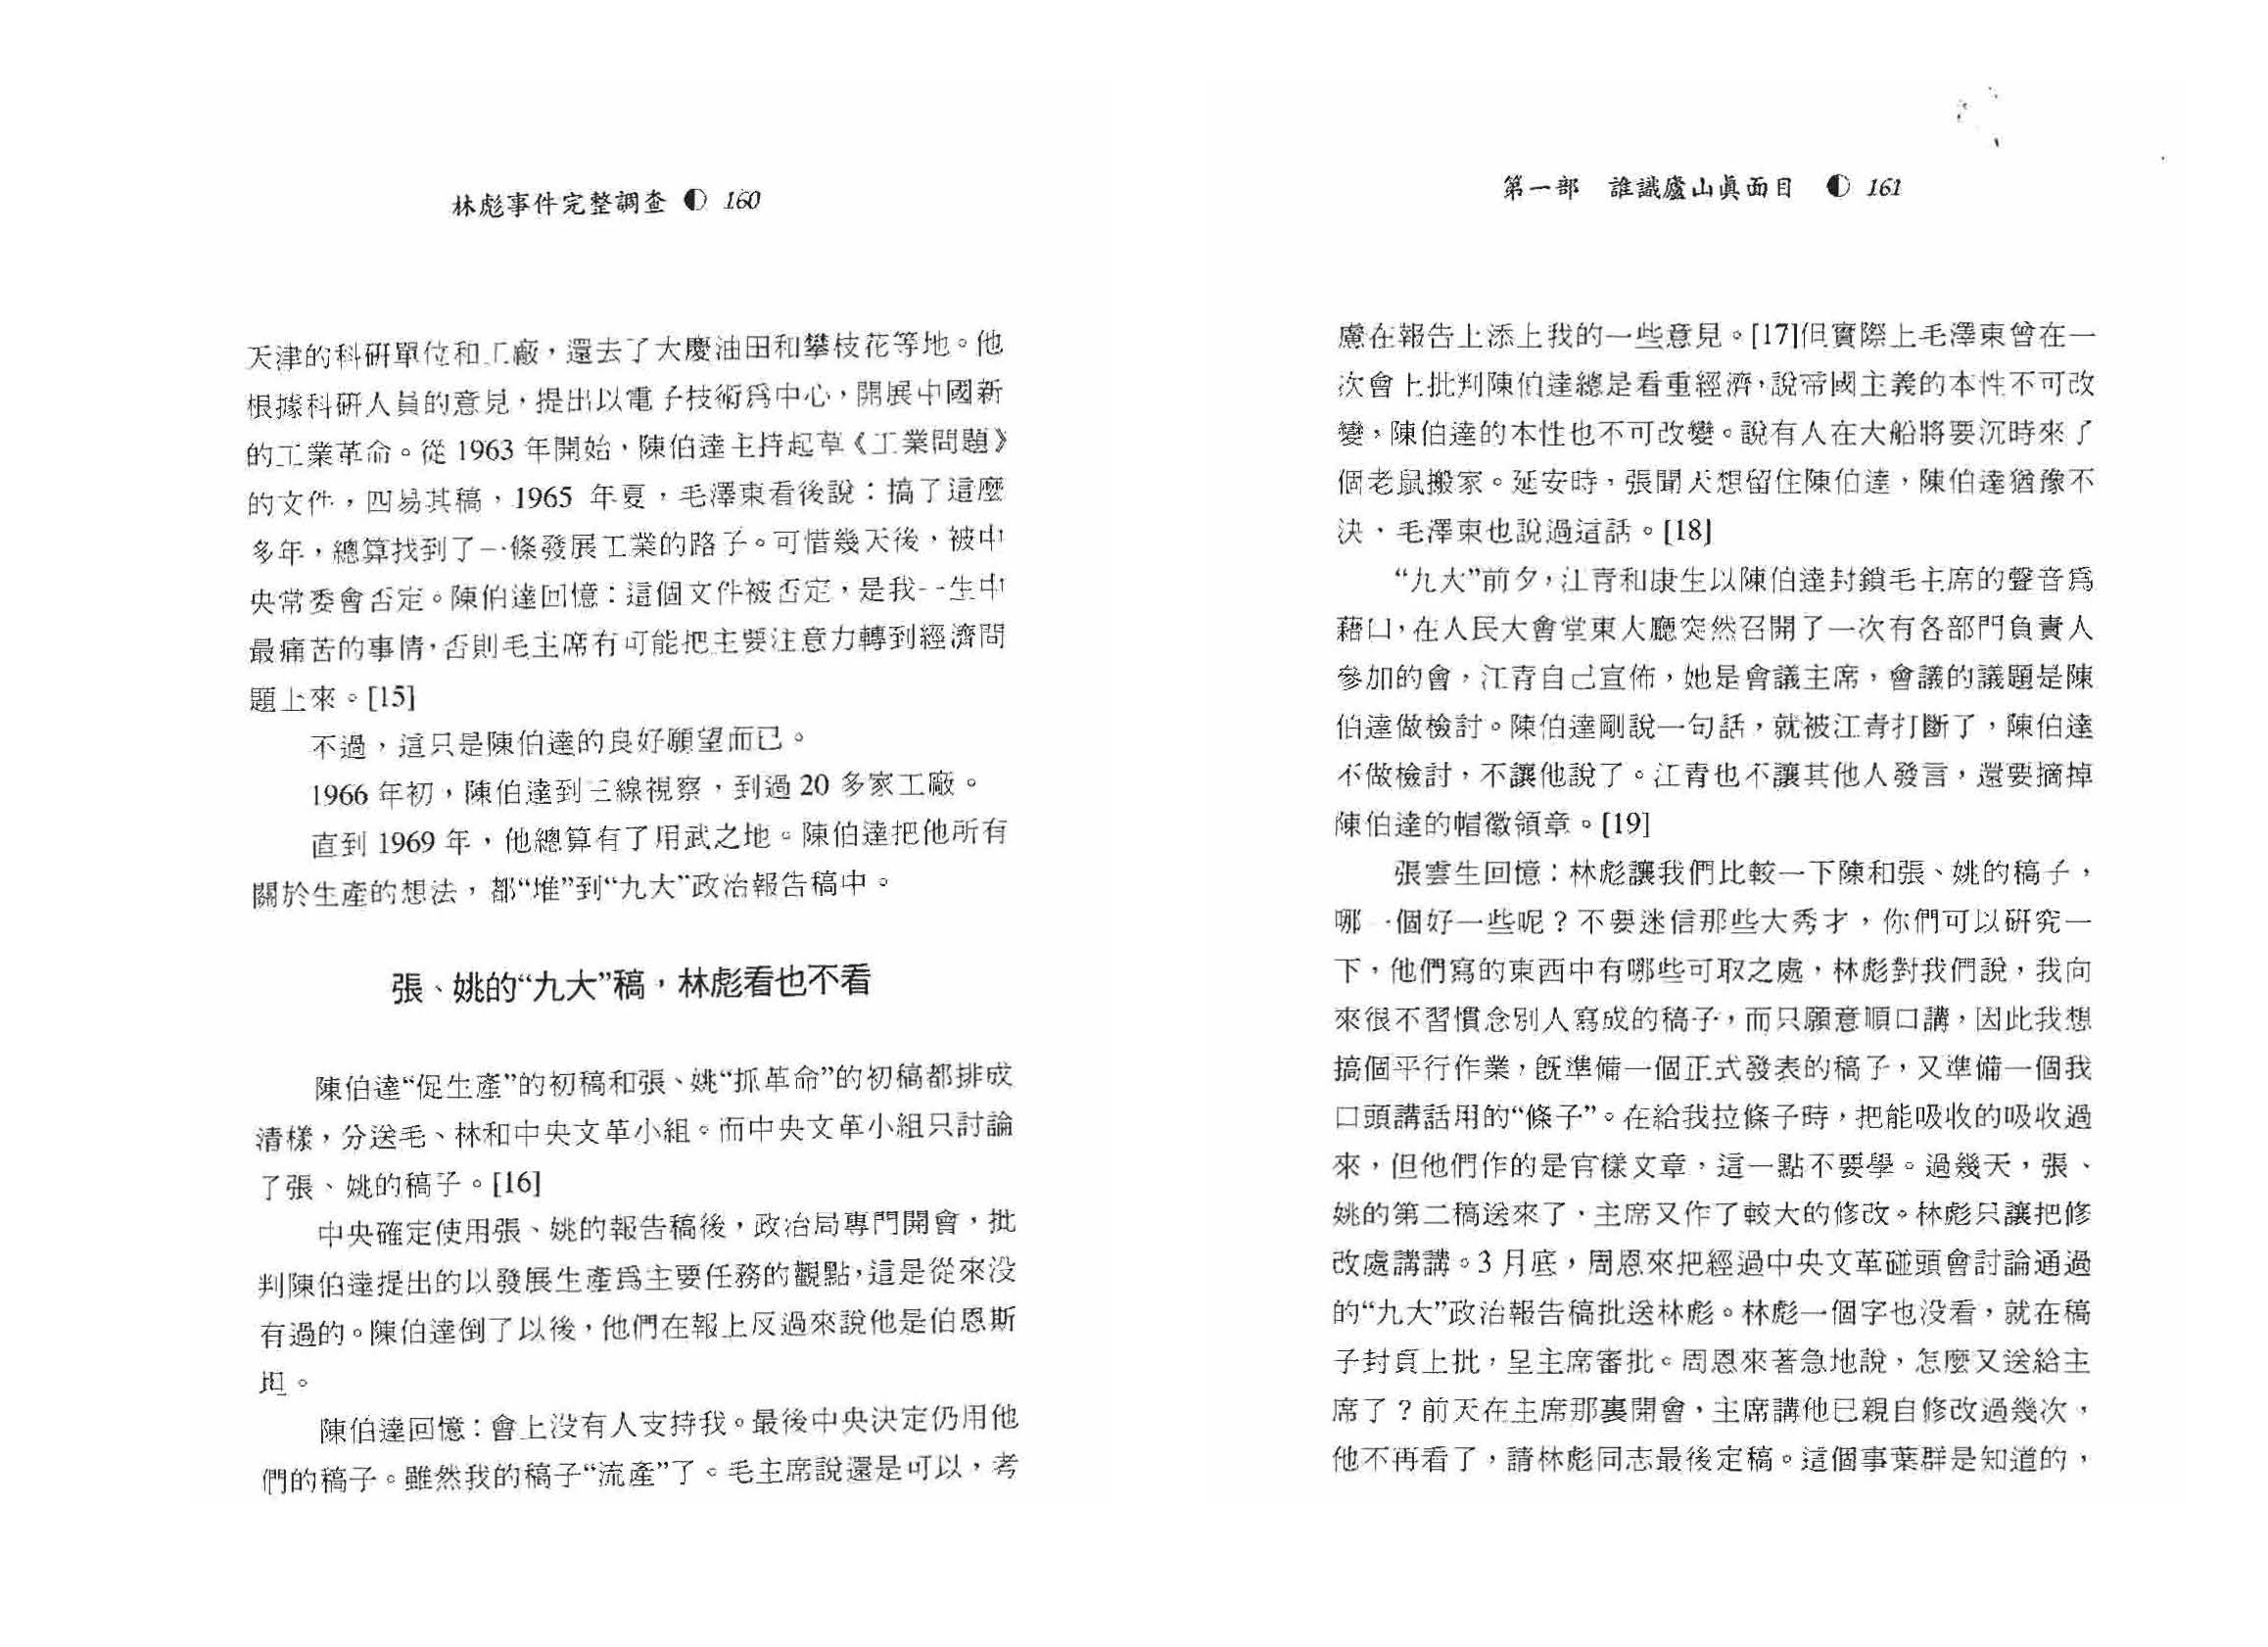 林彪事件完整調查 ◐ 160
天津的科研單位和工廠，還去了大慶油田和攀枝花等地。他
根據科研人員的意見，提出以電子技術爲中心，開展中國新
的工業革命。從 1963 年開始，陳伯達主持起草《工業問題》
的文件，四易其稿，1965 年夏，毛澤東看後說：搞了這麼
多年，總算找到了一條發展工業的路子。可惜幾天後，被中
央常委會否定。陳伯達回憶：這個文件被否定，是我一生中
最痛苦的事情，否則毛主席有可能把主要注意力轉到經濟問
題上來。[15]
不過，這只是陳伯達的良好願望而已。
1966 年初，陳伯達到三線視察，到過 20 多家工廠。
直到 1969 年，他總算有了用武之地。陳伯達把他所有
關於生產的想法，都“堆”到“九大”政治報告稿中。
張、姚的“九大”稿，林彪看也不看
陳伯達“促生產”的初稿和張、姚“抓革命”的初稿都排成
清樣，分送毛、林和中央文革小組。而中央文革小組只討論
了張、姚的稿子。[16]
中央確定使用張、姚的報告稿後，政治局專門開會，批
判陳伯達提出的以發展生產爲主要任務的觀點，這是從來没
有過的。陳伯達倒了以後，他們在報上反過來說他是伯恩斯
坦。
陳伯達回憶：會上没有人支持我。最後中央決定仍用他
們的稿子。雖然我的稿子“流產”了。毛主席說還是可以，考
第一部　誰識廬山眞面目　◐ 161
慮在報告上添上我的一些意見。[17]但實際上毛澤東曾在一
次會上批判陳伯達總是看重經濟，說帝國主義的本性不可改
變，陳伯達的本性也不可改變。說有人在大船將要沉時來了
個老鼠搬家。延安時，張聞天想留住陳伯達，陳伯達猶豫不
決，毛澤東也說過這話。[18]
“九大”前夕，江青和康生以陳伯達封鎖毛主席的聲音爲
藉口，在人民大會堂東大廳突然召開了一次有各部門負責人
參加的會，江青自己宣佈，她是會議主席，會議的議題是陳
伯達做檢討。陳伯達剛說一句話，就被江青打斷了，陳伯達
不做檢討，不讓他說了。江青也不讓其他人發言，還要摘掉
陳伯達的帽徽領章。[19]
張雲生回憶：林彪讓我們比較一下陳和張、姚的稿子，
哪一個好一些呢？不要迷信那些大秀才，你們可以研究一
下，他們寫的東西中有哪些可取之處，林彪對我們說，我向
來很不習慣念別人寫成的稿子，而只願意順口講，因此我想
搞個平行作業，既準備一個正式發表的稿子，又準備一個我
口頭講話用的“條子”。在給我拉條子時，把能吸收的吸收過
來，但他們作的是官樣文章，這一點不要學。過幾天，張、
姚的第二稿送來了，主席又作了較大的修改。林彪只讓把修
改處講講。3 月底，周恩來把經過中央文革碰頭會討論通過
的“九大”政治報告稿批送林彪。林彪一個字也没看，就在稿
子封頁上批，呈主席審批。周恩來著急地說，怎麼又送給主
席了？前天在主席那裏開會，主席講他已親自修改過幾次，
他不再看了，請林彪同志最後定稿。這個事葉群是知道的，